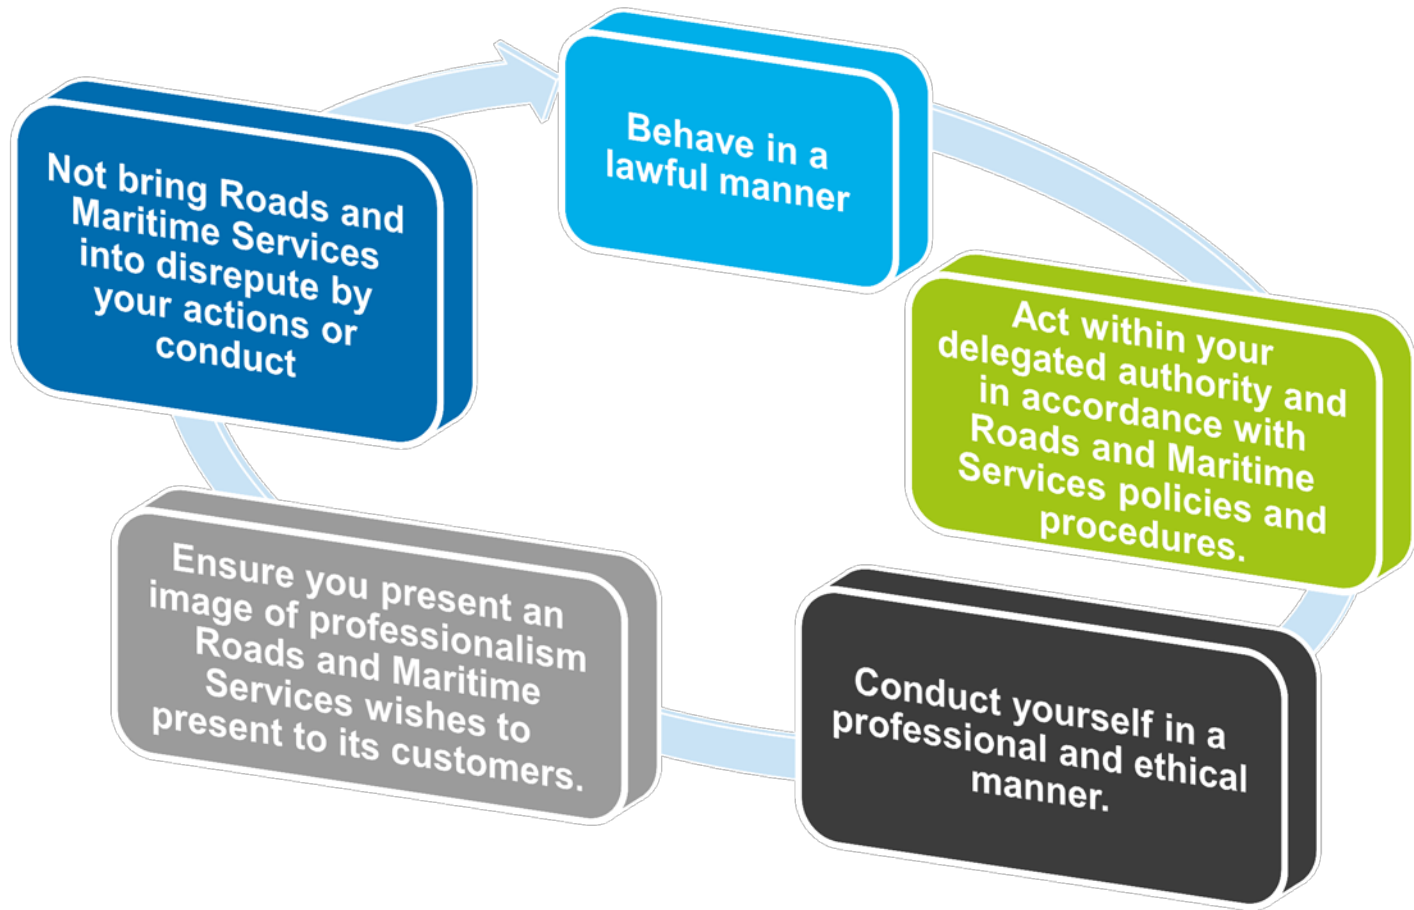 Behave in a
lawful manner
Act within your
delegated authority and
in accordance with
Roads and Maritime
Services policies and
procedures.
Conduct yourself in a
professional and ethical
manner.
Ensure you present an
image of professionalism
Roads and Maritime
Services wishes to
present to its customers.
Not bring Roads and
Maritime Services
into disrepute by
your actions or
conduct